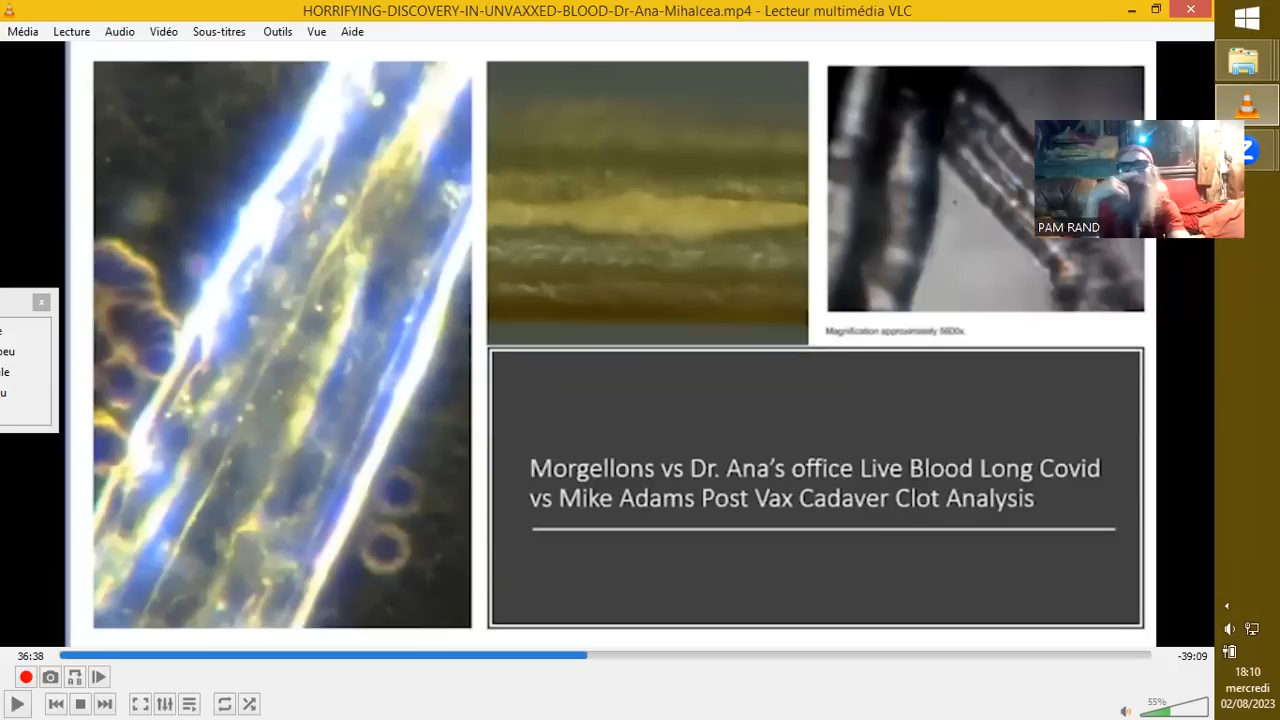 HORRIFYING-DISCOVERY-IN-UNVAXXED-BLOOD-Dr-Ana-Mihalcea.mp4 - Lecteur multimédia VLC
Média Lecture Audio Vidéo Sous-titres Outils Vue Aide
PAM RAND
Z
Magnification approximately 5600x.
x
e
peu
le
u
Morgellons vs Dr. Ana's office Live Blood Long Covid
vs Mike Adams Post Vax Cadaver Clot Analysis
36:38
-39:09
A B
55%
18:10
mercredi
02/08/2023